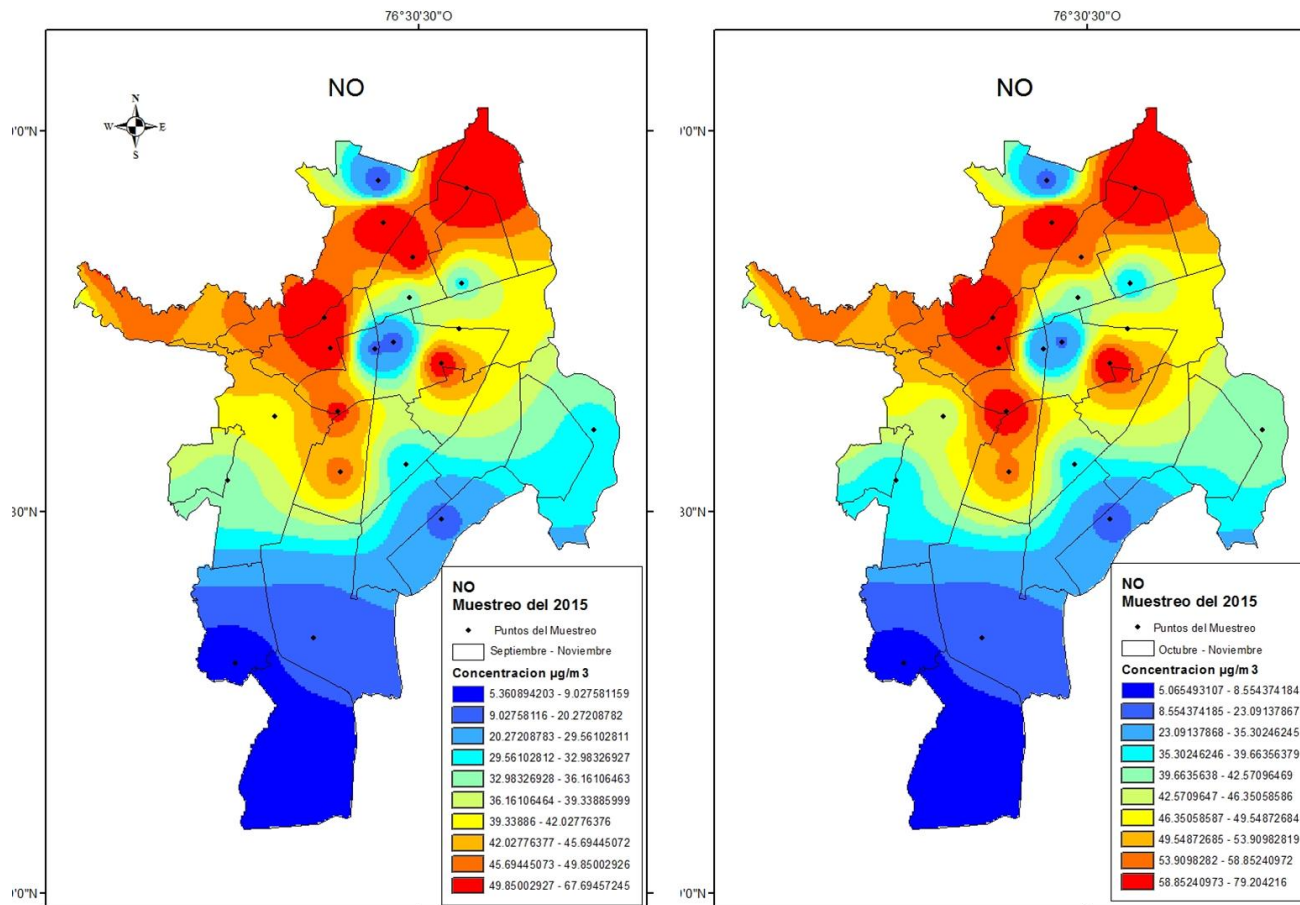 76°30'30"O
NO
N
W E
S
0'0"N
30"N
0'0"N
NO
Muestreo del 2015
Puntos del Muestreo
Septiembre - Noviembre
Concentracion µg/m 3
5.360894203 - 9.027581159
9.02758116 - 20.27208782
20.27208783 - 29.56102811
29.56102812 - 32.98326927
32.98326928 - 36.16106463
36.16106464 - 39.33885999
39.33886 - 42.02776376
42.02776377 - 45.69445072
45.69445073 - 49.85002926
49.85002927 - 67.69457245
76°30'30"O
NO
0'0"N
30"N
0'0"N
NO
Muestreo del 2015
Puntos del Muestreo
Octubre - Noviembre
Concentracion µg/m 3
5.065493107 - 8.554374184
8.554374185 - 23.09137867
23.09137868 - 35.30246245
35.30246246 - 39.66356379
39.6635638 - 42.57096469
42.5709647 - 46.35058586
46.35058587 - 49.54872684
49.54872685 - 53.90982819
53.9098282 - 58.85240972
58.85240973 - 79.204216